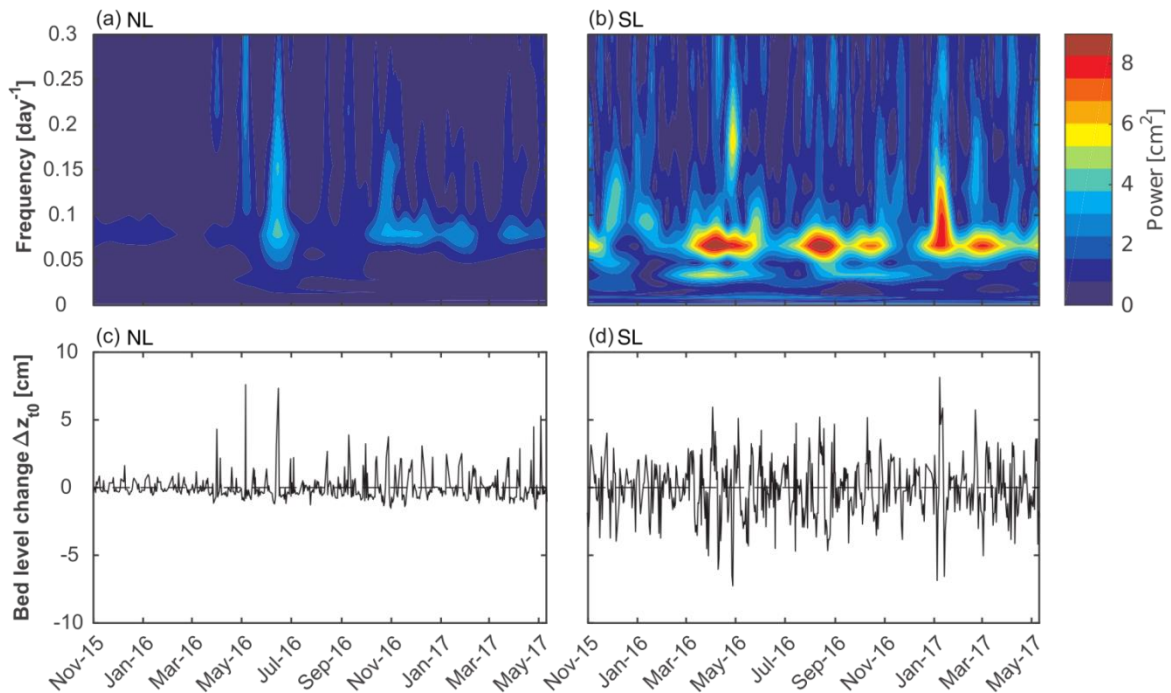 (a) NL
(b) SL
0.3
0.25
0.2
0.15
0.1
0.05
0
Frequency [day⁻¹]
8
6
4
2
0
Power [cm²]
(c) NL
(d) SL
10
5
0
-5
-10
Bed level change Δz_t0 [cm]
Nov-15
Jan-16
Mar-16
May-16
Jul-16
Sep-16
Nov-16
Jan-17
Mar-17
May-17
Nov-15
Jan-16
Mar-16
May-16
Jul-16
Sep-16
Nov-16
Jan-17
Mar-17
May-17